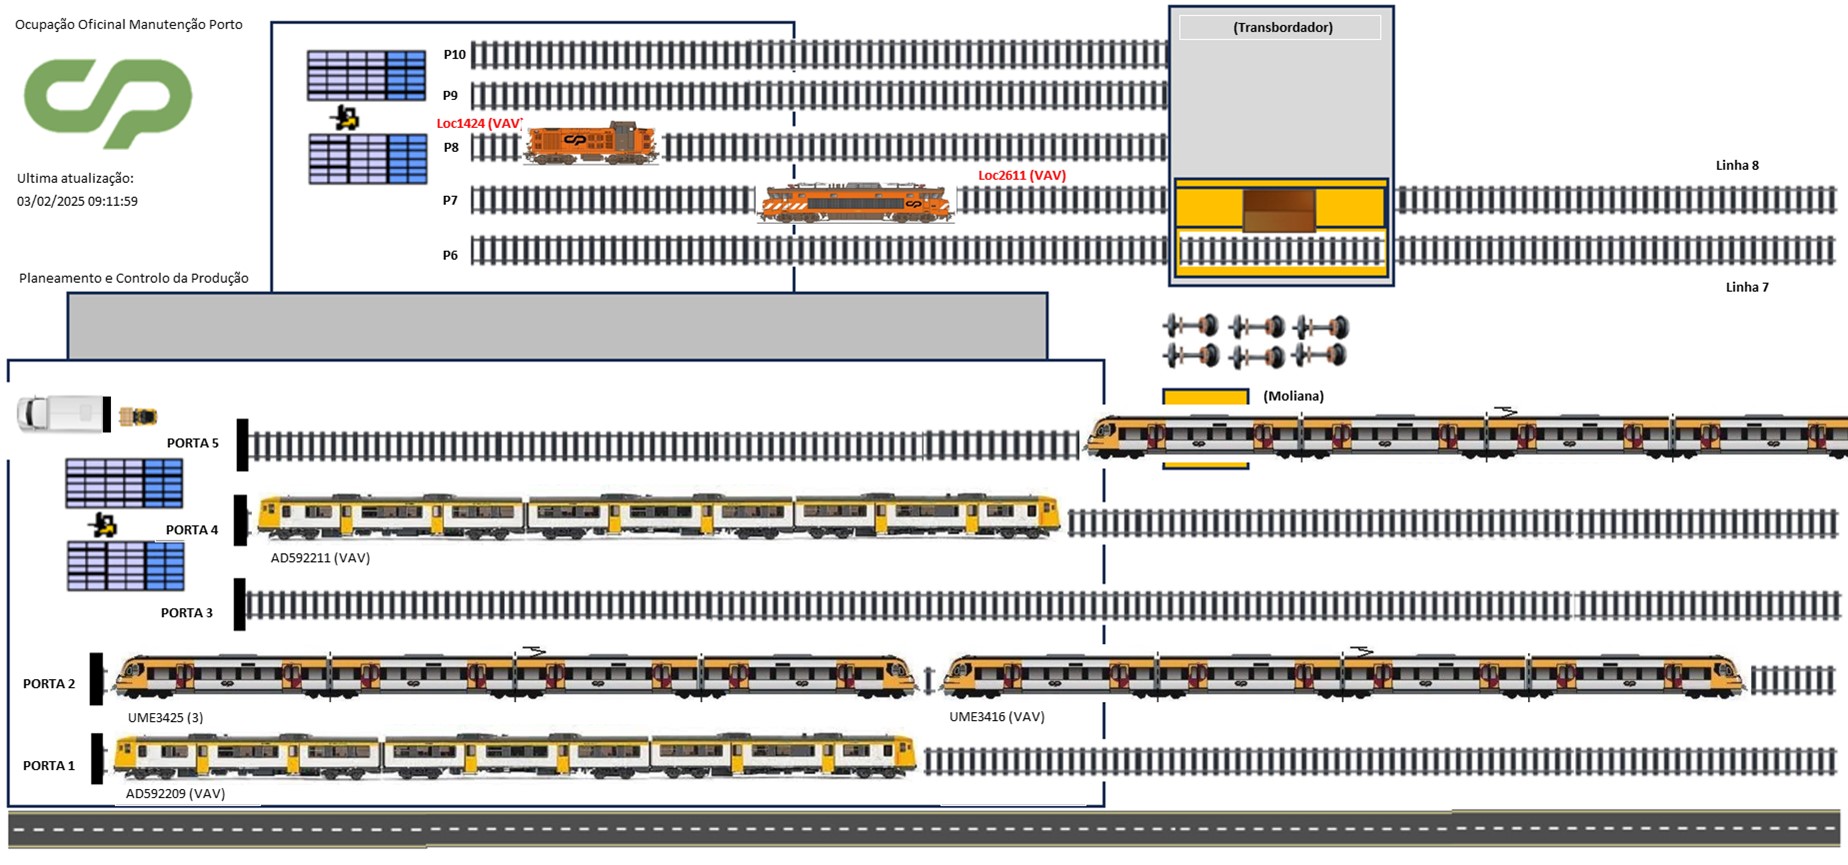 Ocupação Oficinal Manutenção Porto
(Transbordador)
P10
P9
Loc1424 (VAV)
P8
Ultima atualização:
03/02/2025 09:11:59
Loc2611 (VAV)
Linha 8
P7
P6
Planeamento e Controlo da Produção
Linha 7
(Moliana)
PORTA 5
PORTA 4
AD592211 (VAV)
PORTA 3
PORTA 2
UME3425 (3)
UME3416 (VAV)
PORTA 1
AD592209 (VAV)